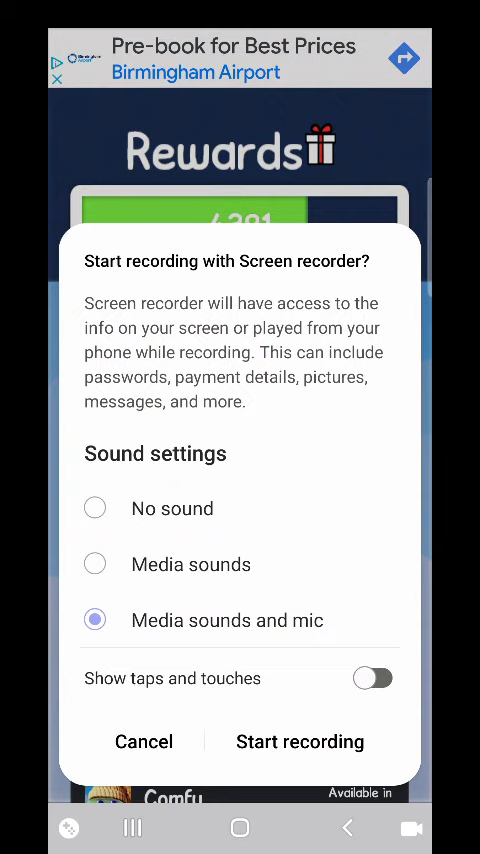 Pre-book for Best Prices
Birmingham Airport
Rewards
4381
Start recording with Screen recorder?
Screen recorder will have access to the
info on your screen or played from your
phone while recording. This can include
passwords, payment details, pictures,
messages, and more.
Sound settings
No sound
Media sounds
Media sounds and mic
Show taps and touches
Cancel
Start recording
Comfy
Available in